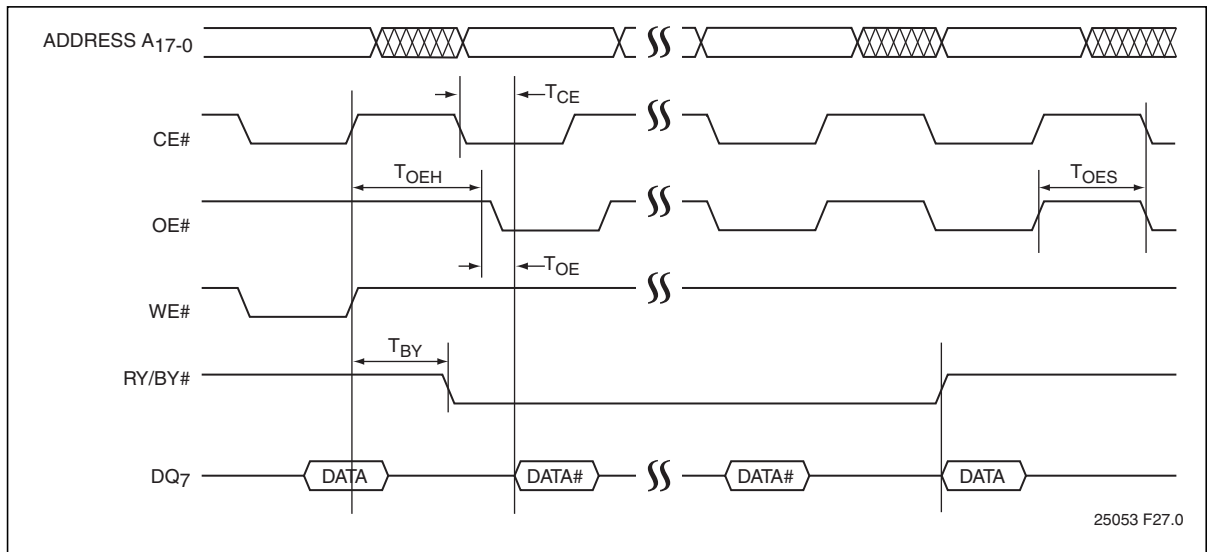 ADDRESS A17-0
TCE
CE#
TOEH
TOES
OE#
TOE
WE#
TBY
RY/BY#
DQ7
DATA
DATA#
DATA#
DATA
25053 F27.0